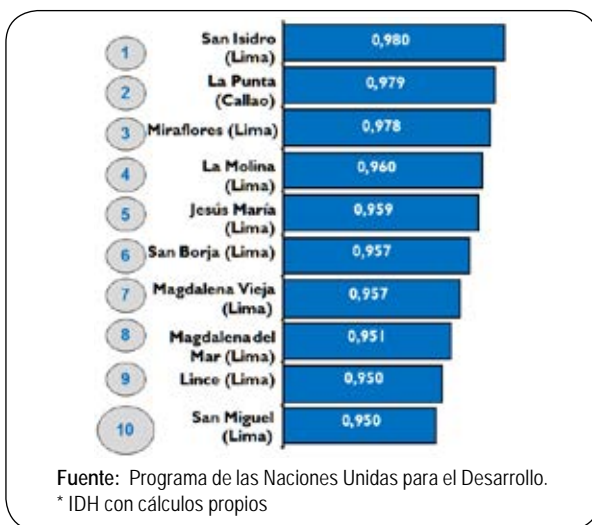 1 San Isidro (Lima) 0,980
2 La Punta (Callao) 0,979
3 Miraflores (Lima) 0,978
4 La Molina (Lima) 0,960
5 Jesús María (Lima) 0,959
6 San Borja (Lima) 0,957
7 Magdalena Vieja (Lima) 0,957
8 Magdalena del Mar (Lima) 0,951
9 Lince (Lima) 0,950
10 San Miguel (Lima) 0,950
Fuente: Programa de las Naciones Unidas para el Desarrollo.
* IDH con cálculos propios